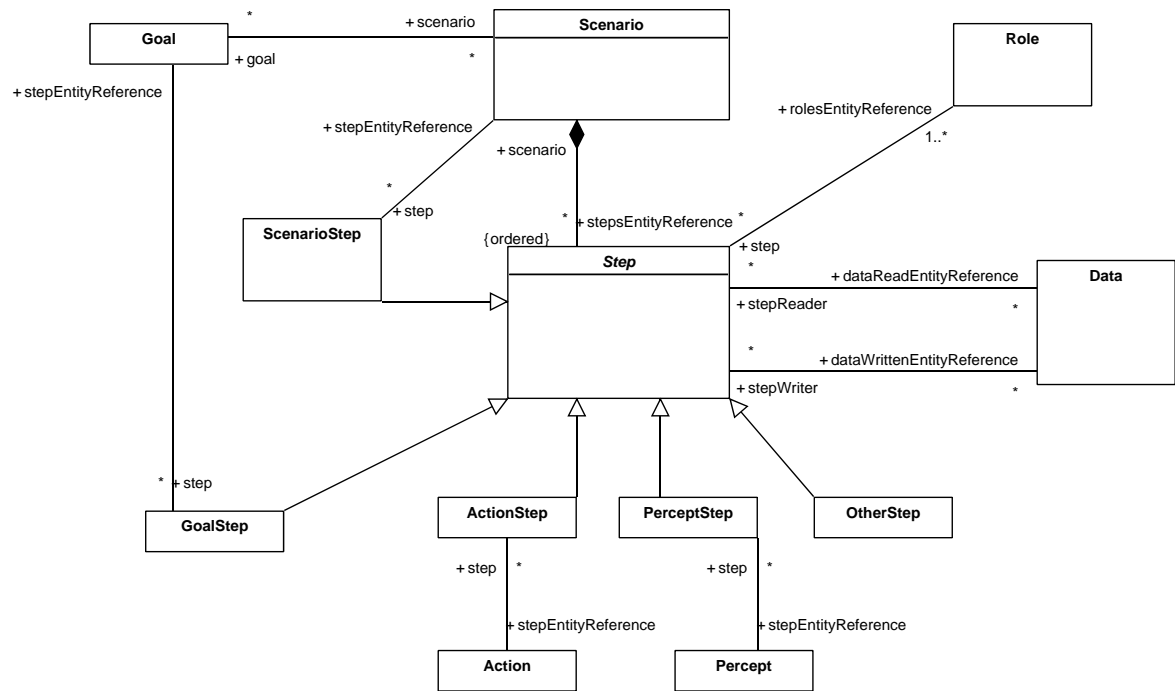 *
+ scenario
Goal
Scenario
Role
+ goal
*
+ stepEntityReference
+ rolesEntityReference
+ stepEntityReference
1..*
+ scenario
*
+ step
* + stepsEntityReference *
ScenarioStep
{ordered}
+ step
Step
*
+ dataReadEntityReference
Data
+ stepReader
*
*
+ dataWrittenEntityReference
+ stepWriter
*
* + step
GoalStep
ActionStep
PerceptStep
OtherStep
+ step *
+ step *
+ stepEntityReference
+ stepEntityReference
Action
Percept